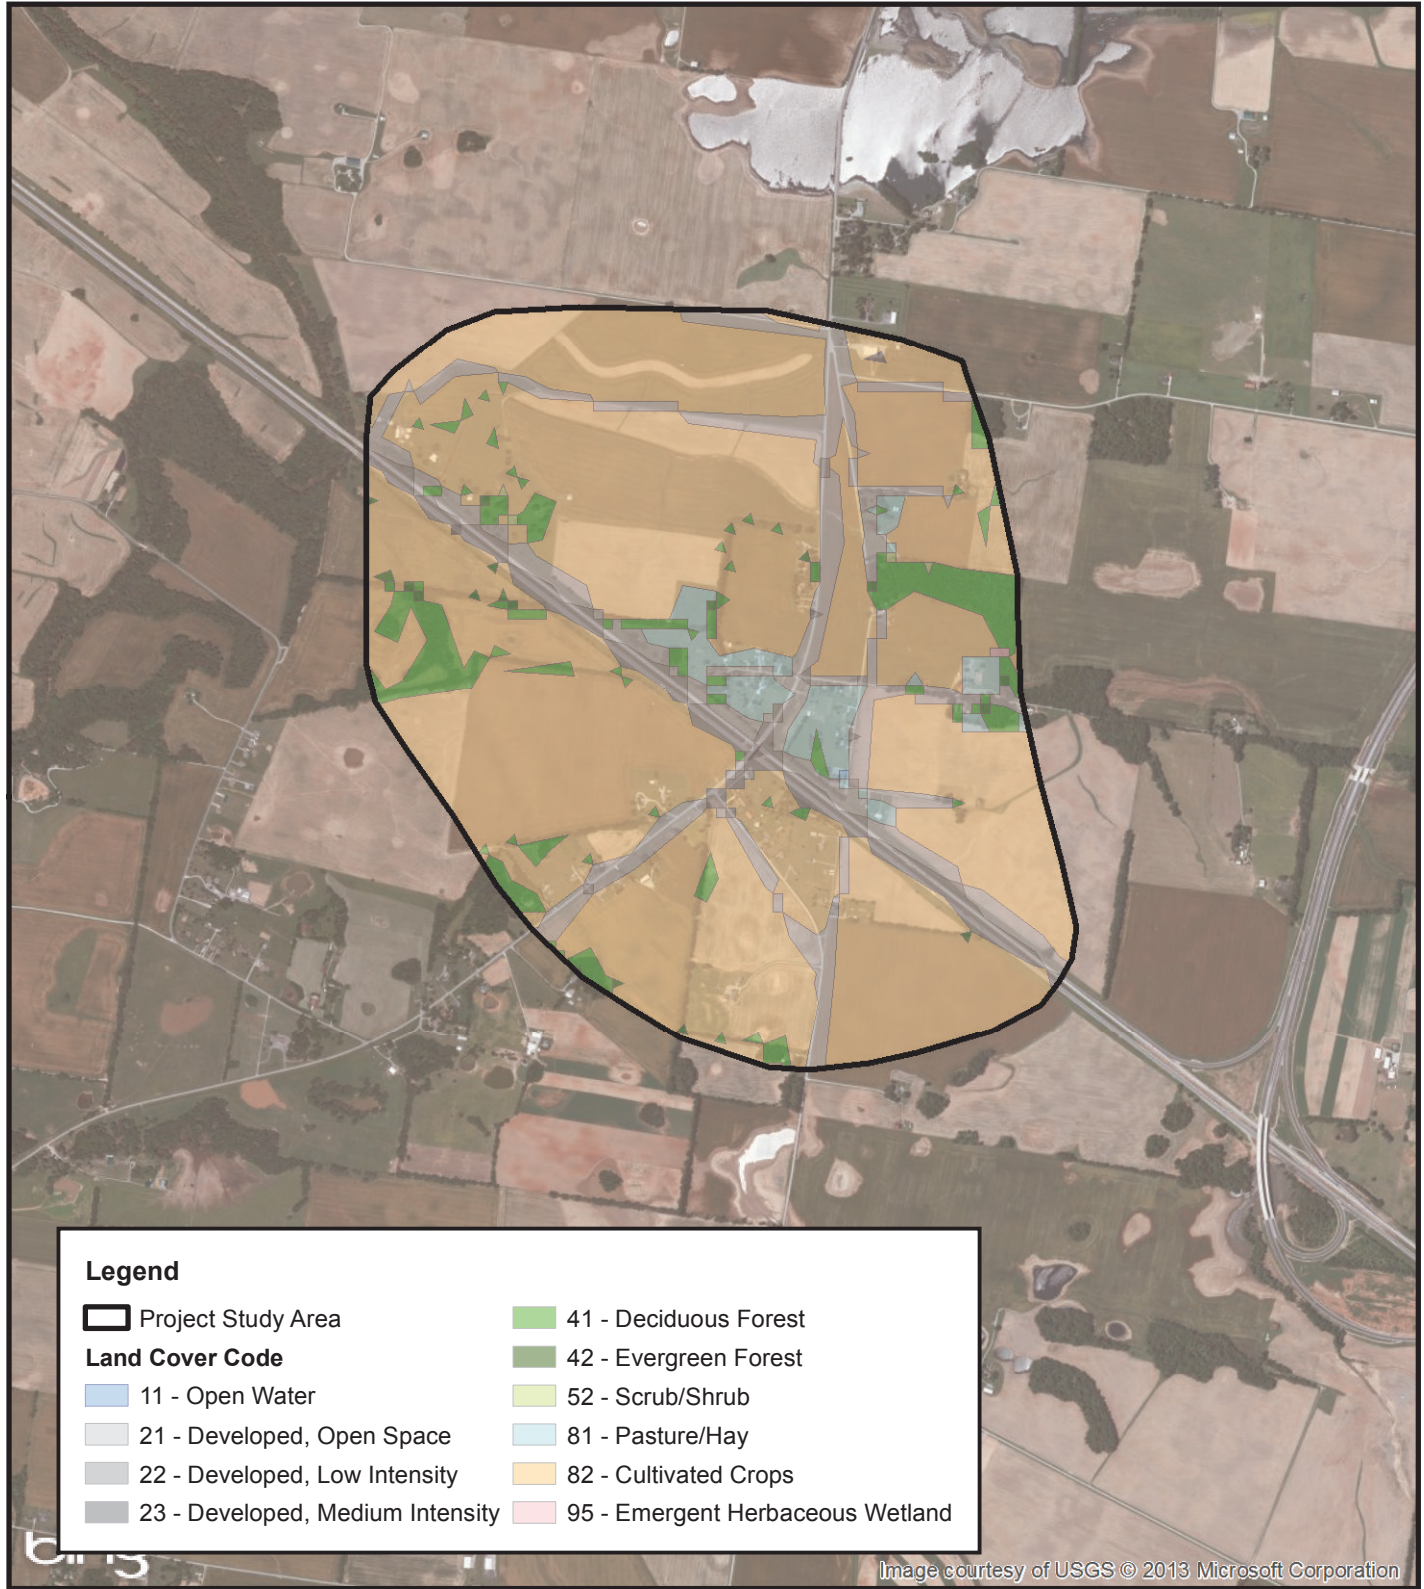 Legend
Project Study Area
Land Cover Code
11 - Open Water
21 - Developed, Open Space
22 - Developed, Low Intensity
23 - Developed, Medium Intensity
41 - Deciduous Forest
42 - Evergreen Forest
52 - Scrub/Shrub
81 - Pasture/Hay
82 - Cultivated Crops
95 - Emergent Herbaceous Wetland
bing
Image courtesy of USGS © 2013 Microsoft Corporation